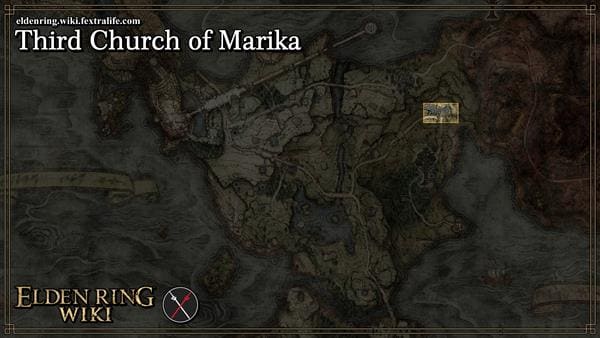 eldenring.wiki.fextralife.com
Third Church of Marika
ELDEN RING
WIKI